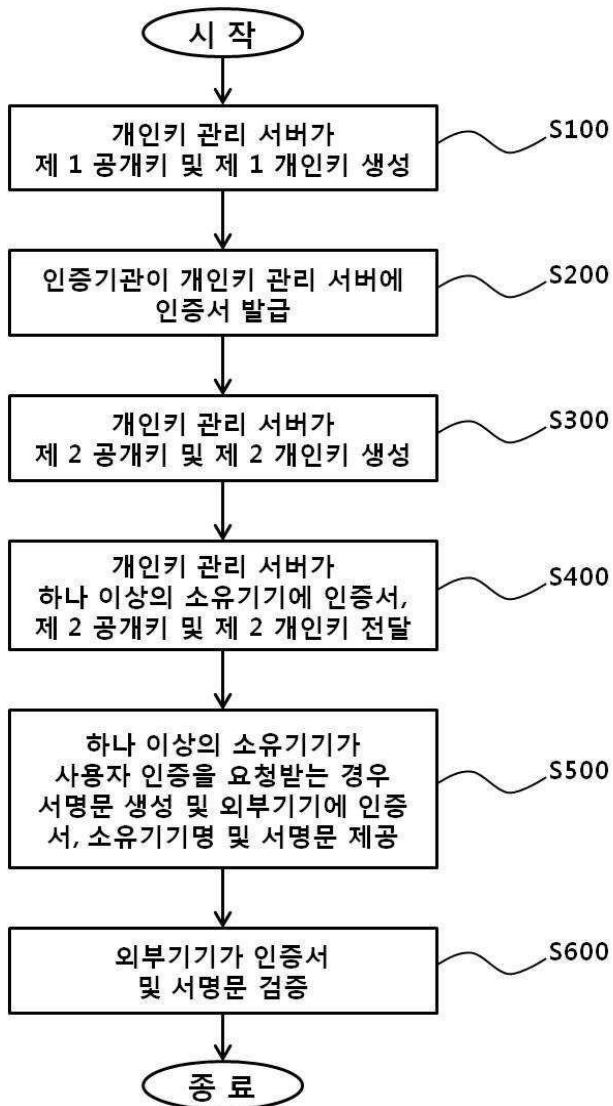 시 작
개인키 관리 서버가
제 1 공개키 및 제 1 개인키 생성
S100
인증기관이 개인키 관리 서버에
인증서 발급
S200
개인키 관리 서버가
제 2 공개키 및 제 2 개인키 생성
S300
개인키 관리 서버가
하나 이상의 소유기기에 인증서,
제 2 공개키 및 제 2 개인키 전달
S400
하나 이상의 소유기기가
사용자 인증을 요청받는 경우
서명문 생성 및 외부기기에 인증
서, 소유기기명 및 서명문 제공
S500
외부기기가 인증서
및 서명문 검증
S600
종 료